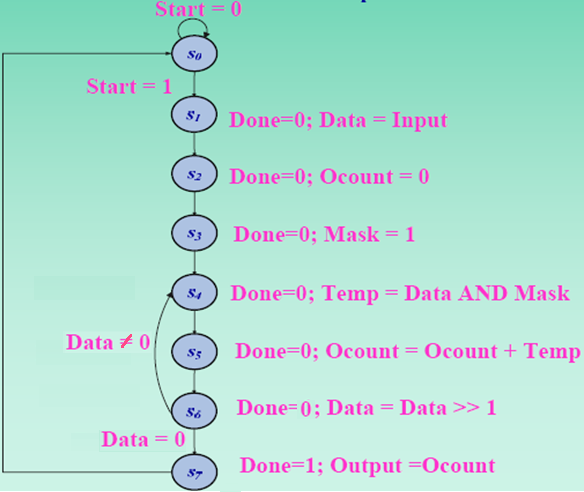 Start = 0
s0
Start = 1
s1
Done=0; Data = Input
s2
Done=0; Ocount = 0
s3
Done=0; Mask = 1
s4
Done=0; Temp = Data AND Mask
Data ≠ 0
s5
Done=0; Ocount = Ocount + Temp
s6
Done=0; Data = Data >> 1
Data = 0
s7
Done=1; Output =Ocount